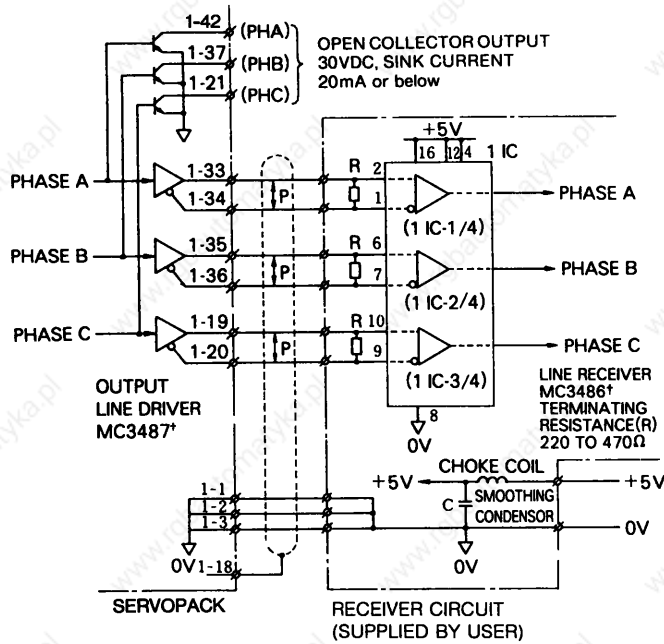 1-42 (PHA)
1-37 (PHB)
1-21 (PHC)
OPEN COLLECTOR OUTPUT
30VDC, SINK CURRENT
20mA or below
+5V
16 12 4
1 IC
PHASE A
1-33
1-34
P
R 2
1
(1 IC-1/4)
PHASE A
PHASE B
1-35
1-36
P
R 6
7
(1 IC-2/4)
PHASE B
PHASE C
1-19
1-20
P
R 10
9
(1 IC-3/4)
PHASE C
OUTPUT
LINE DRIVER
MC3487†
8
0V
LINE RECEIVER
MC3486†
TERMINATING
RESISTANCE(R)
220 TO 470Ω
CHOKE COIL
+5V
+5V
C
SMOOTHING
CONDENSOR
1-1
1-2
1-3
0V
0V
0V
1-18
SERVOPACK
RECEIVER CIRCUIT
(SUPPLIED BY USER)
www.rgbautomatyka.pl